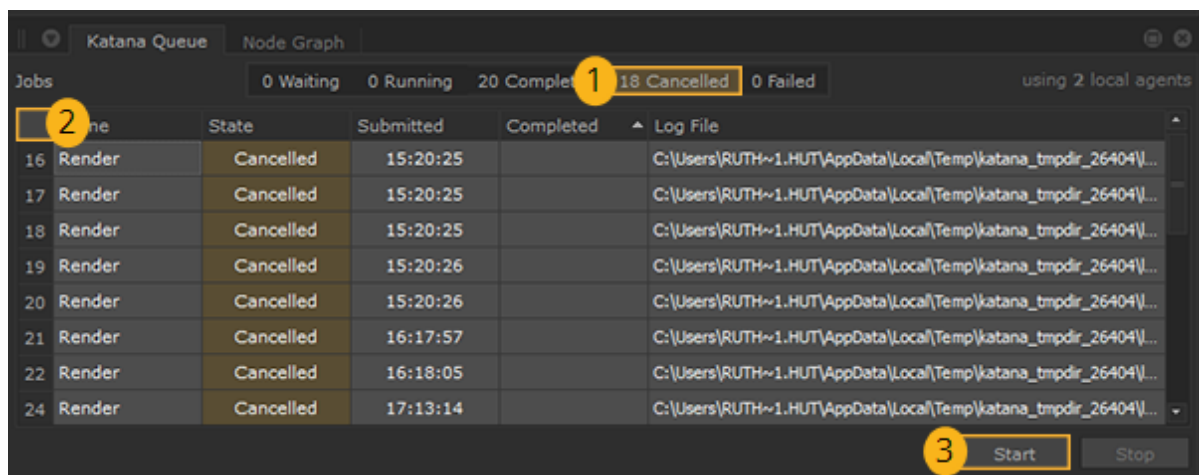 Katana Queue Node Graph
Jobs 0 Waiting 0 Running 20 Comple 1 18 Cancelled 0 Failed using 2 local agents
2 me State Submitted Completed Log File
16 Render Cancelled 15:20:25 C:\Users\RUTH~1.HUT\AppData\Local\Temp\katana_tmpdir_26404\l...
17 Render Cancelled 15:20:25 C:\Users\RUTH~1.HUT\AppData\Local\Temp\katana_tmpdir_26404\l...
18 Render Cancelled 15:20:25 C:\Users\RUTH~1.HUT\AppData\Local\Temp\katana_tmpdir_26404\l...
19 Render Cancelled 15:20:26 C:\Users\RUTH~1.HUT\AppData\Local\Temp\katana_tmpdir_26404\l...
20 Render Cancelled 15:20:26 C:\Users\RUTH~1.HUT\AppData\Local\Temp\katana_tmpdir_26404\l...
21 Render Cancelled 16:17:57 C:\Users\RUTH~1.HUT\AppData\Local\Temp\katana_tmpdir_26404\l...
22 Render Cancelled 16:18:05 C:\Users\RUTH~1.HUT\AppData\Local\Temp\katana_tmpdir_26404\l...
24 Render Cancelled 17:13:14 C:\Users\RUTH~1.HUT\AppData\Local\Temp\katana_tmpdir_26404\l...
3 Start Stop